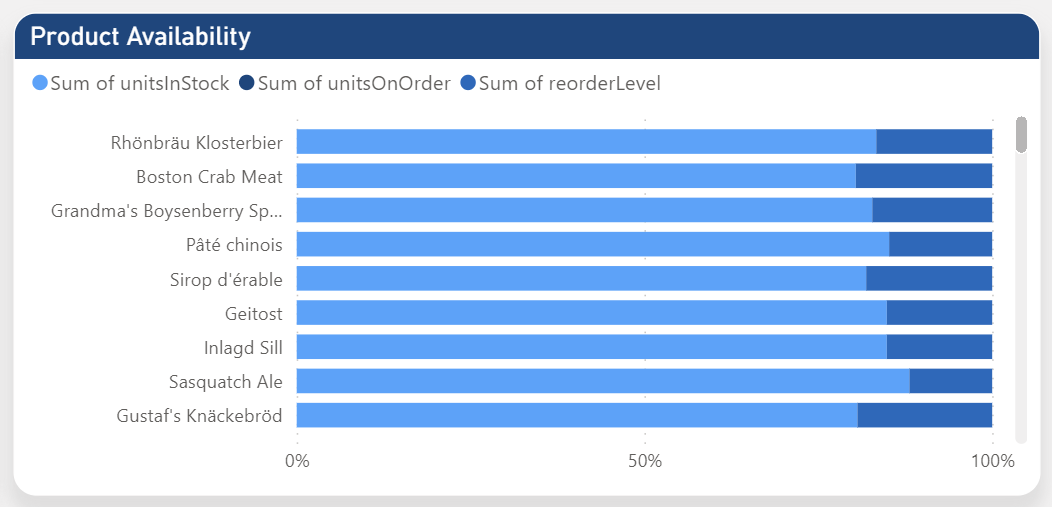 Product Availability
Sum of unitsInStock Sum of unitsOnOrder Sum of reorderLevel
Rhönbräu Klosterbier
Boston Crab Meat
Grandma's Boysenberry Sp...
Pâté chinois
Sirop d'érable
Geitost
Inlagd Sill
Sasquatch Ale
Gustaf's Knäckebröd
0% 50% 100%